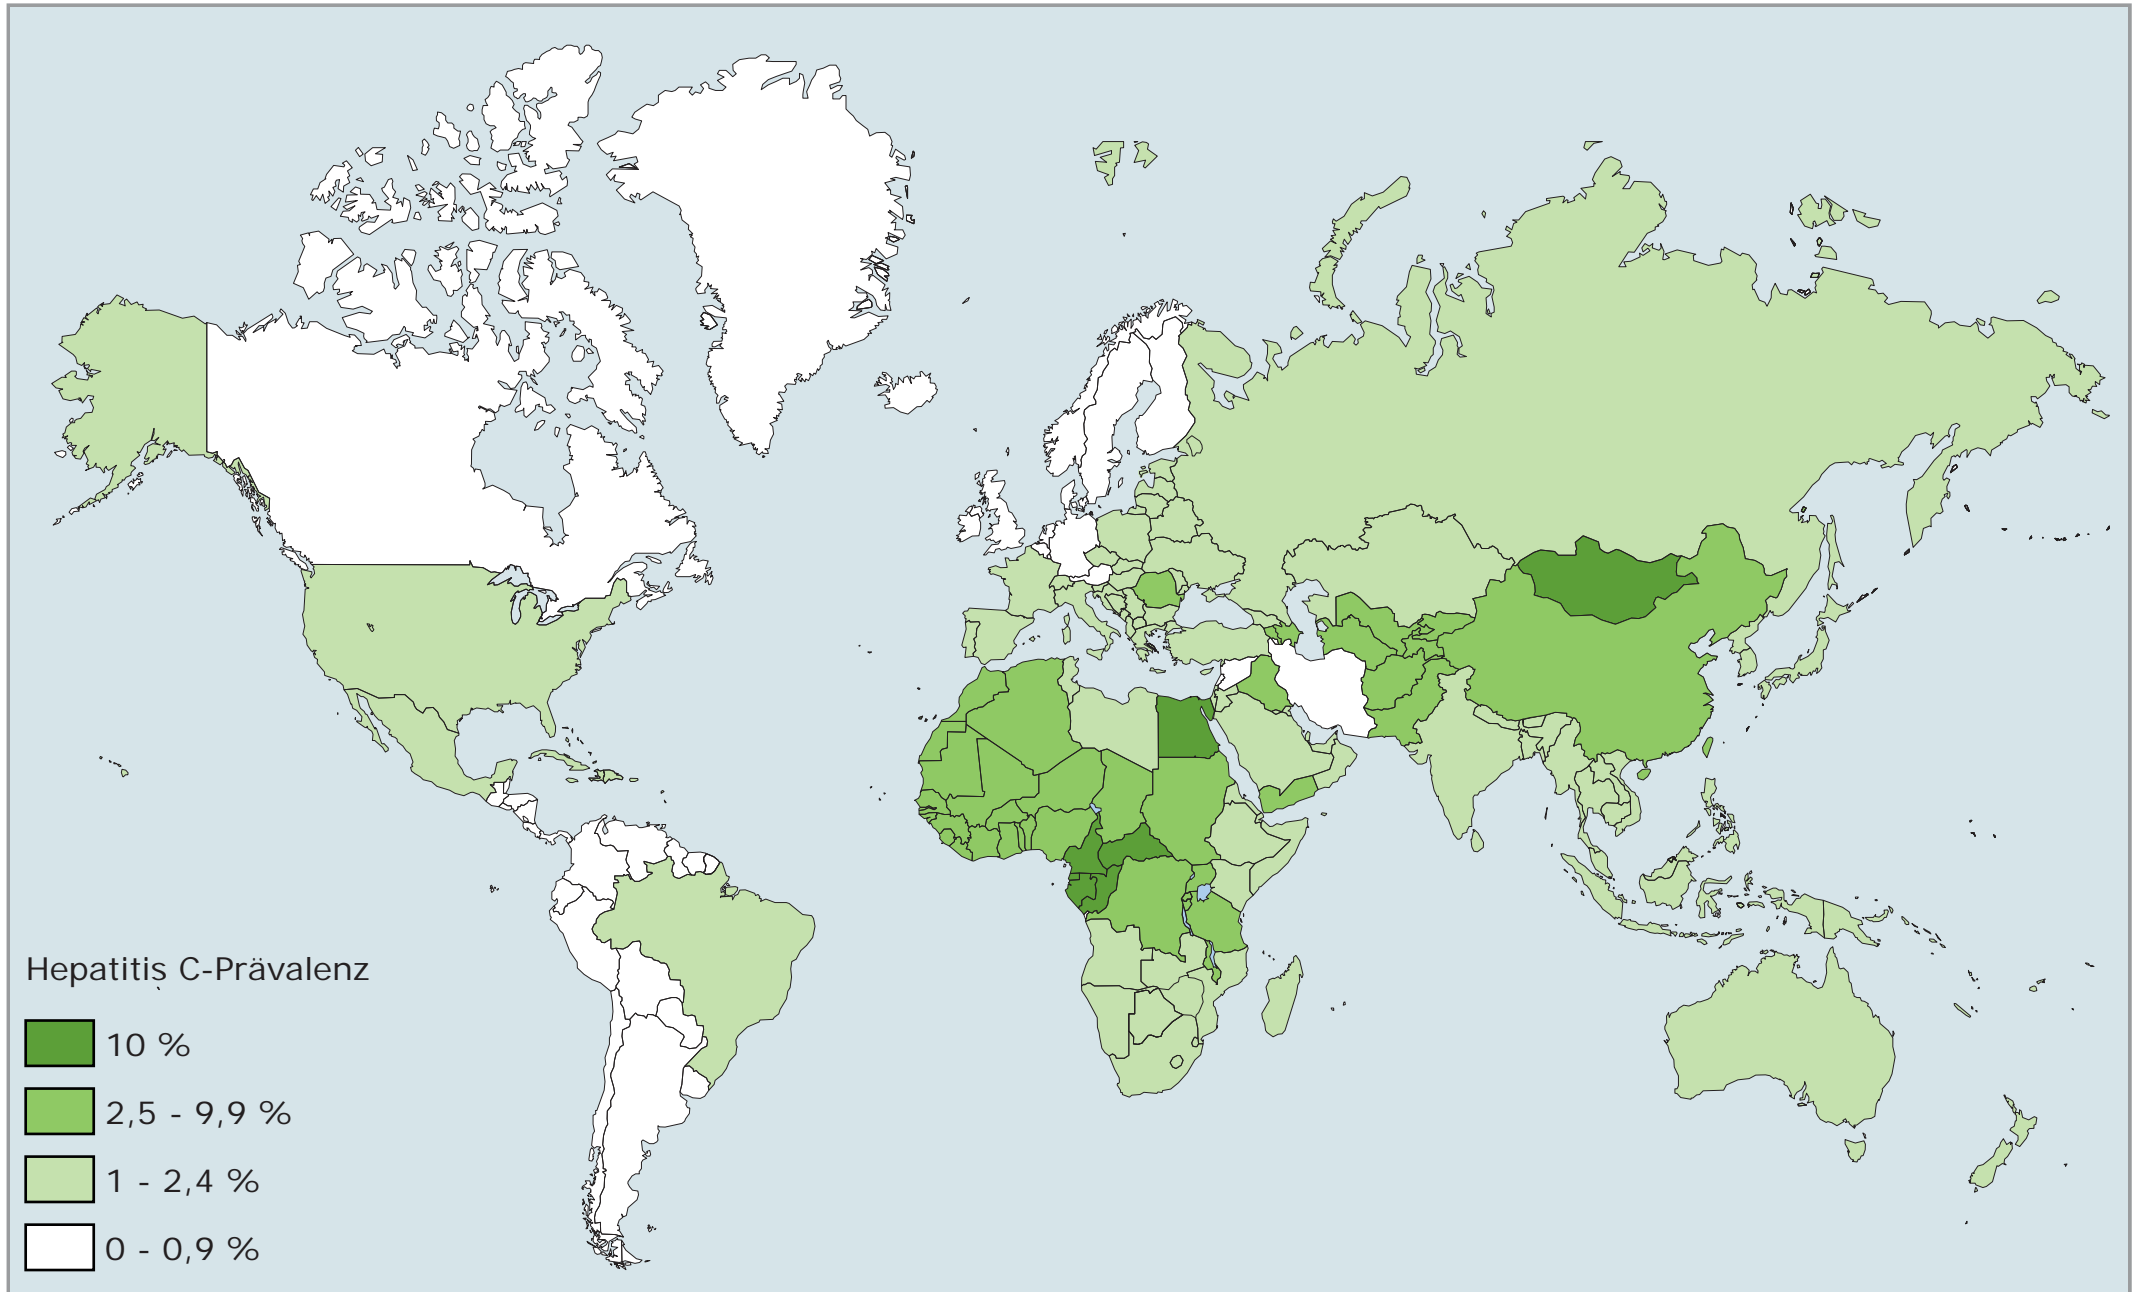 Hepatitis C-Prävalenz
10 %
2,5 - 9,9 %
1 - 2,4 %
0 - 0,9 %